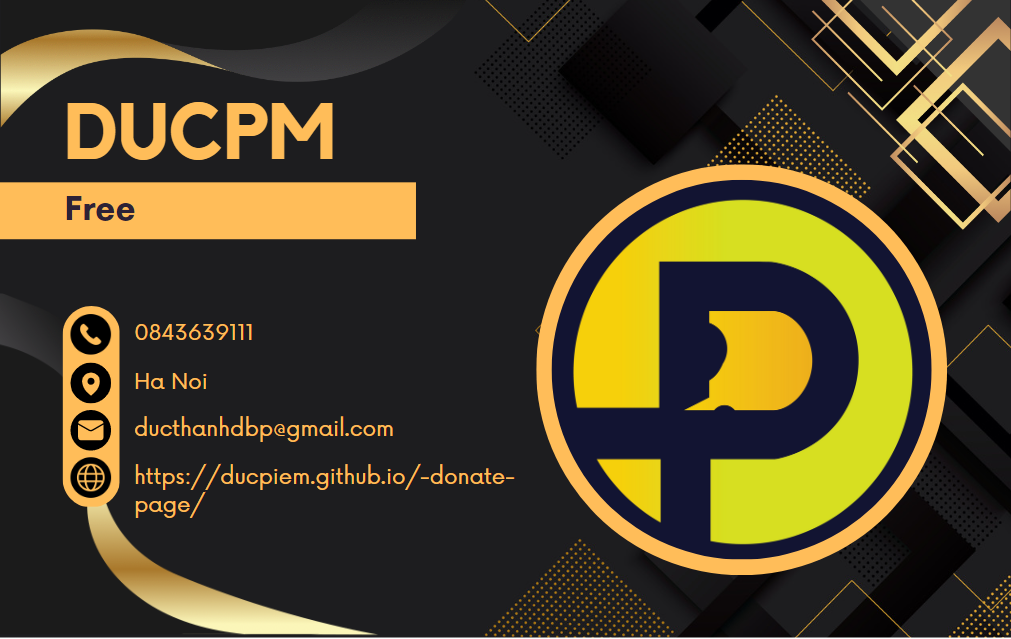 DUCPM
Free
0843639111
Ha Noi
ducthanhdbp@gmail.com
https://ducpiem.github.io/-donate-
page/